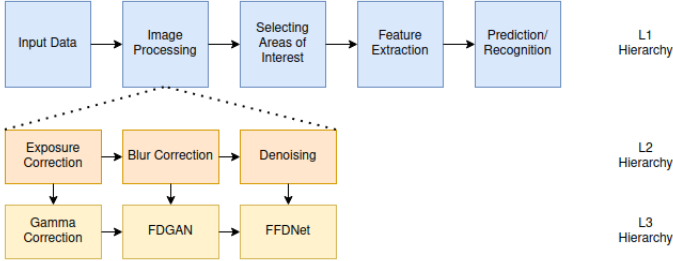 Input Data
Image
Processing
Selecting
Areas of
Interest
Feature
Extraction
Prediction/
Recognition
L1
Hierarchy
Exposure
Correction
Blur Correction
Denoising
L2
Hierarchy
Gamma
Correction
FDGAN
FFDNet
L3
Hierarchy